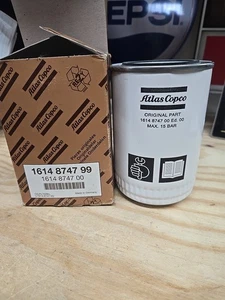 PEPSI
Atlas Copco
1614 8747 99
1614 8747 00
Atlas Copco
ORIGINAL PART
1614 8747 00 Ed. 00
MAX. 15 BAR